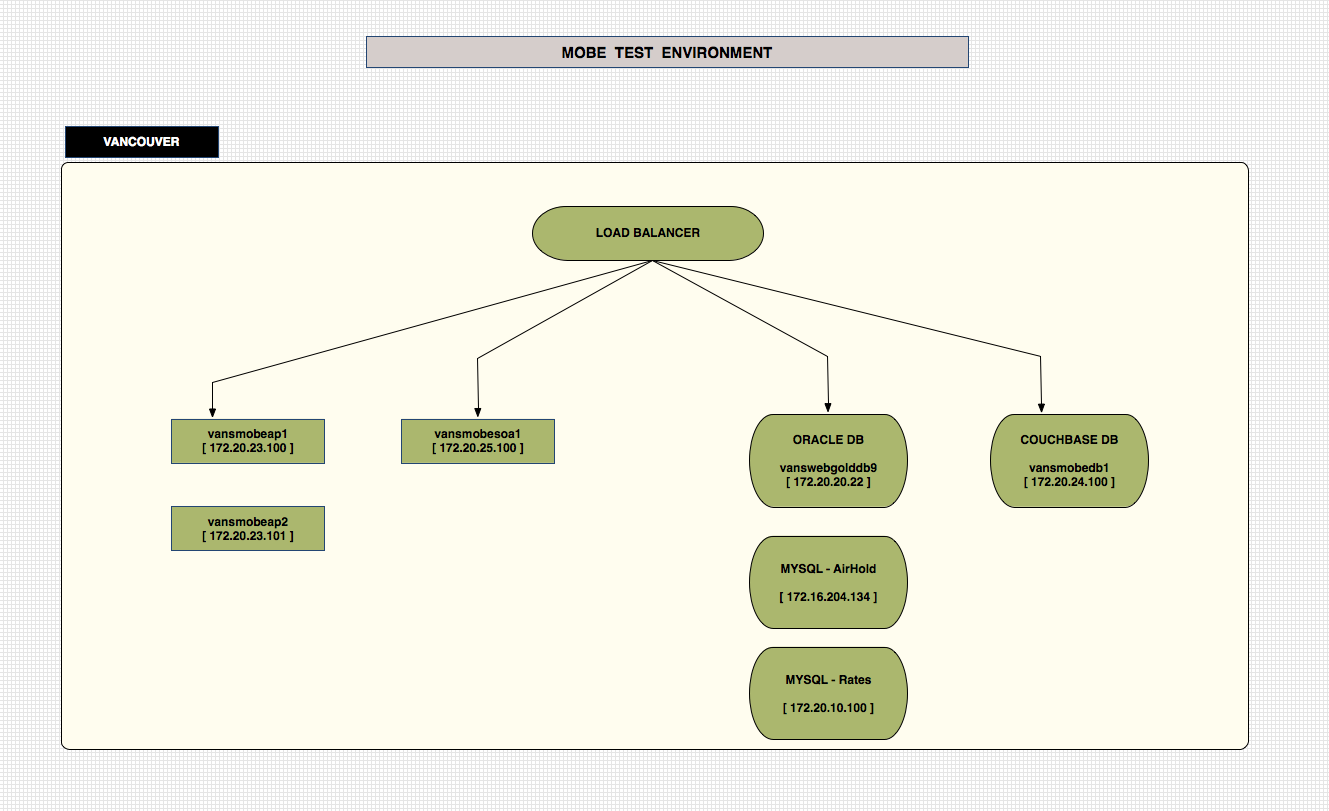 MOBE TEST ENVIRONMENT
VANCOUVER
LOAD BALANCER
vansmobeap1
[ 172.20.23.100 ]
vansmobesoa1
[ 172.20.25.100 ]
ORACLE DB
vanswebgolddb9
[ 172.20.20.22 ]
COUCHBASE DB
vansmobedb1
[ 172.20.24.100 ]
vansmobeap2
[ 172.20.23.101 ]
MYSQL - AirHold
[ 172.16.204.134 ]
MYSQL - Rates
[ 172.20.10.100 ]